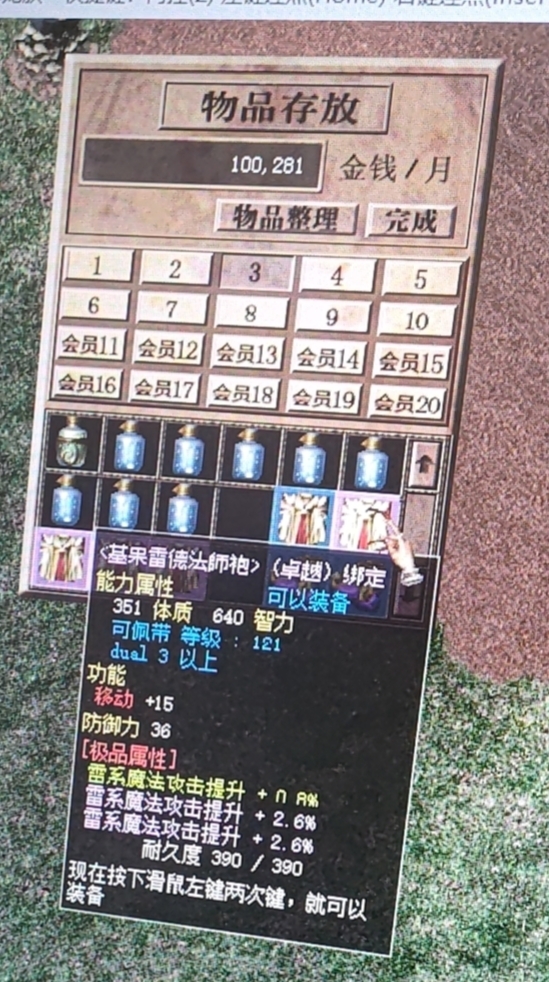 物品存放
100,281 金钱/月
物品整理 完成
1 2 3 4 5
6 7 8 9 10
会员11 会员12 会员13 会员14 会员15
会员16 会员17 会员18 会员19 会员20
<基果雷德法師袍> (卓越) 绑定
能力属性 可以装备
351 体质 640 智力
可佩带 等级 : 121
dual 3 以上
功能
移动 +15
防御力 36
[极品属性]
雷系魔法攻击提升 + 0.8%
雷系魔法攻击提升 + 2.6%
雷系魔法攻击提升 + 2.6%
耐久度 390 / 390
现在按下滑鼠左键两次键，就可以
装备